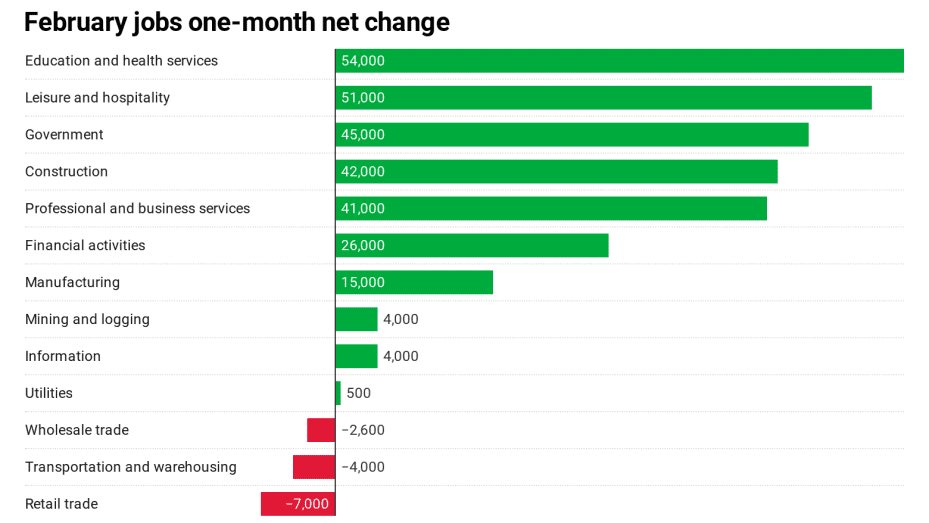 February jobs one-month net change
Education and health services 54,000
Leisure and hospitality 51,000
Government 45,000
Construction 42,000
Professional and business services 41,000
Financial activities 26,000
Manufacturing 15,000
Mining and logging 4,000
Information 4,000
Utilities 500
Wholesale trade −2,600
Transportation and warehousing −4,000
Retail trade −7,000